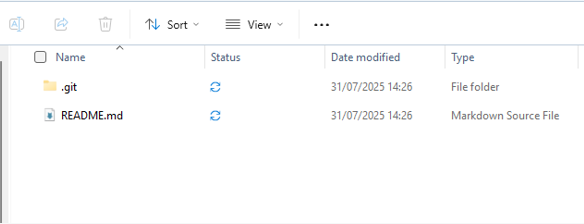 Sort View
Name Status Date modified Type
.git 31/07/2025 14:26 File folder
README.md 31/07/2025 14:26 Markdown Source File